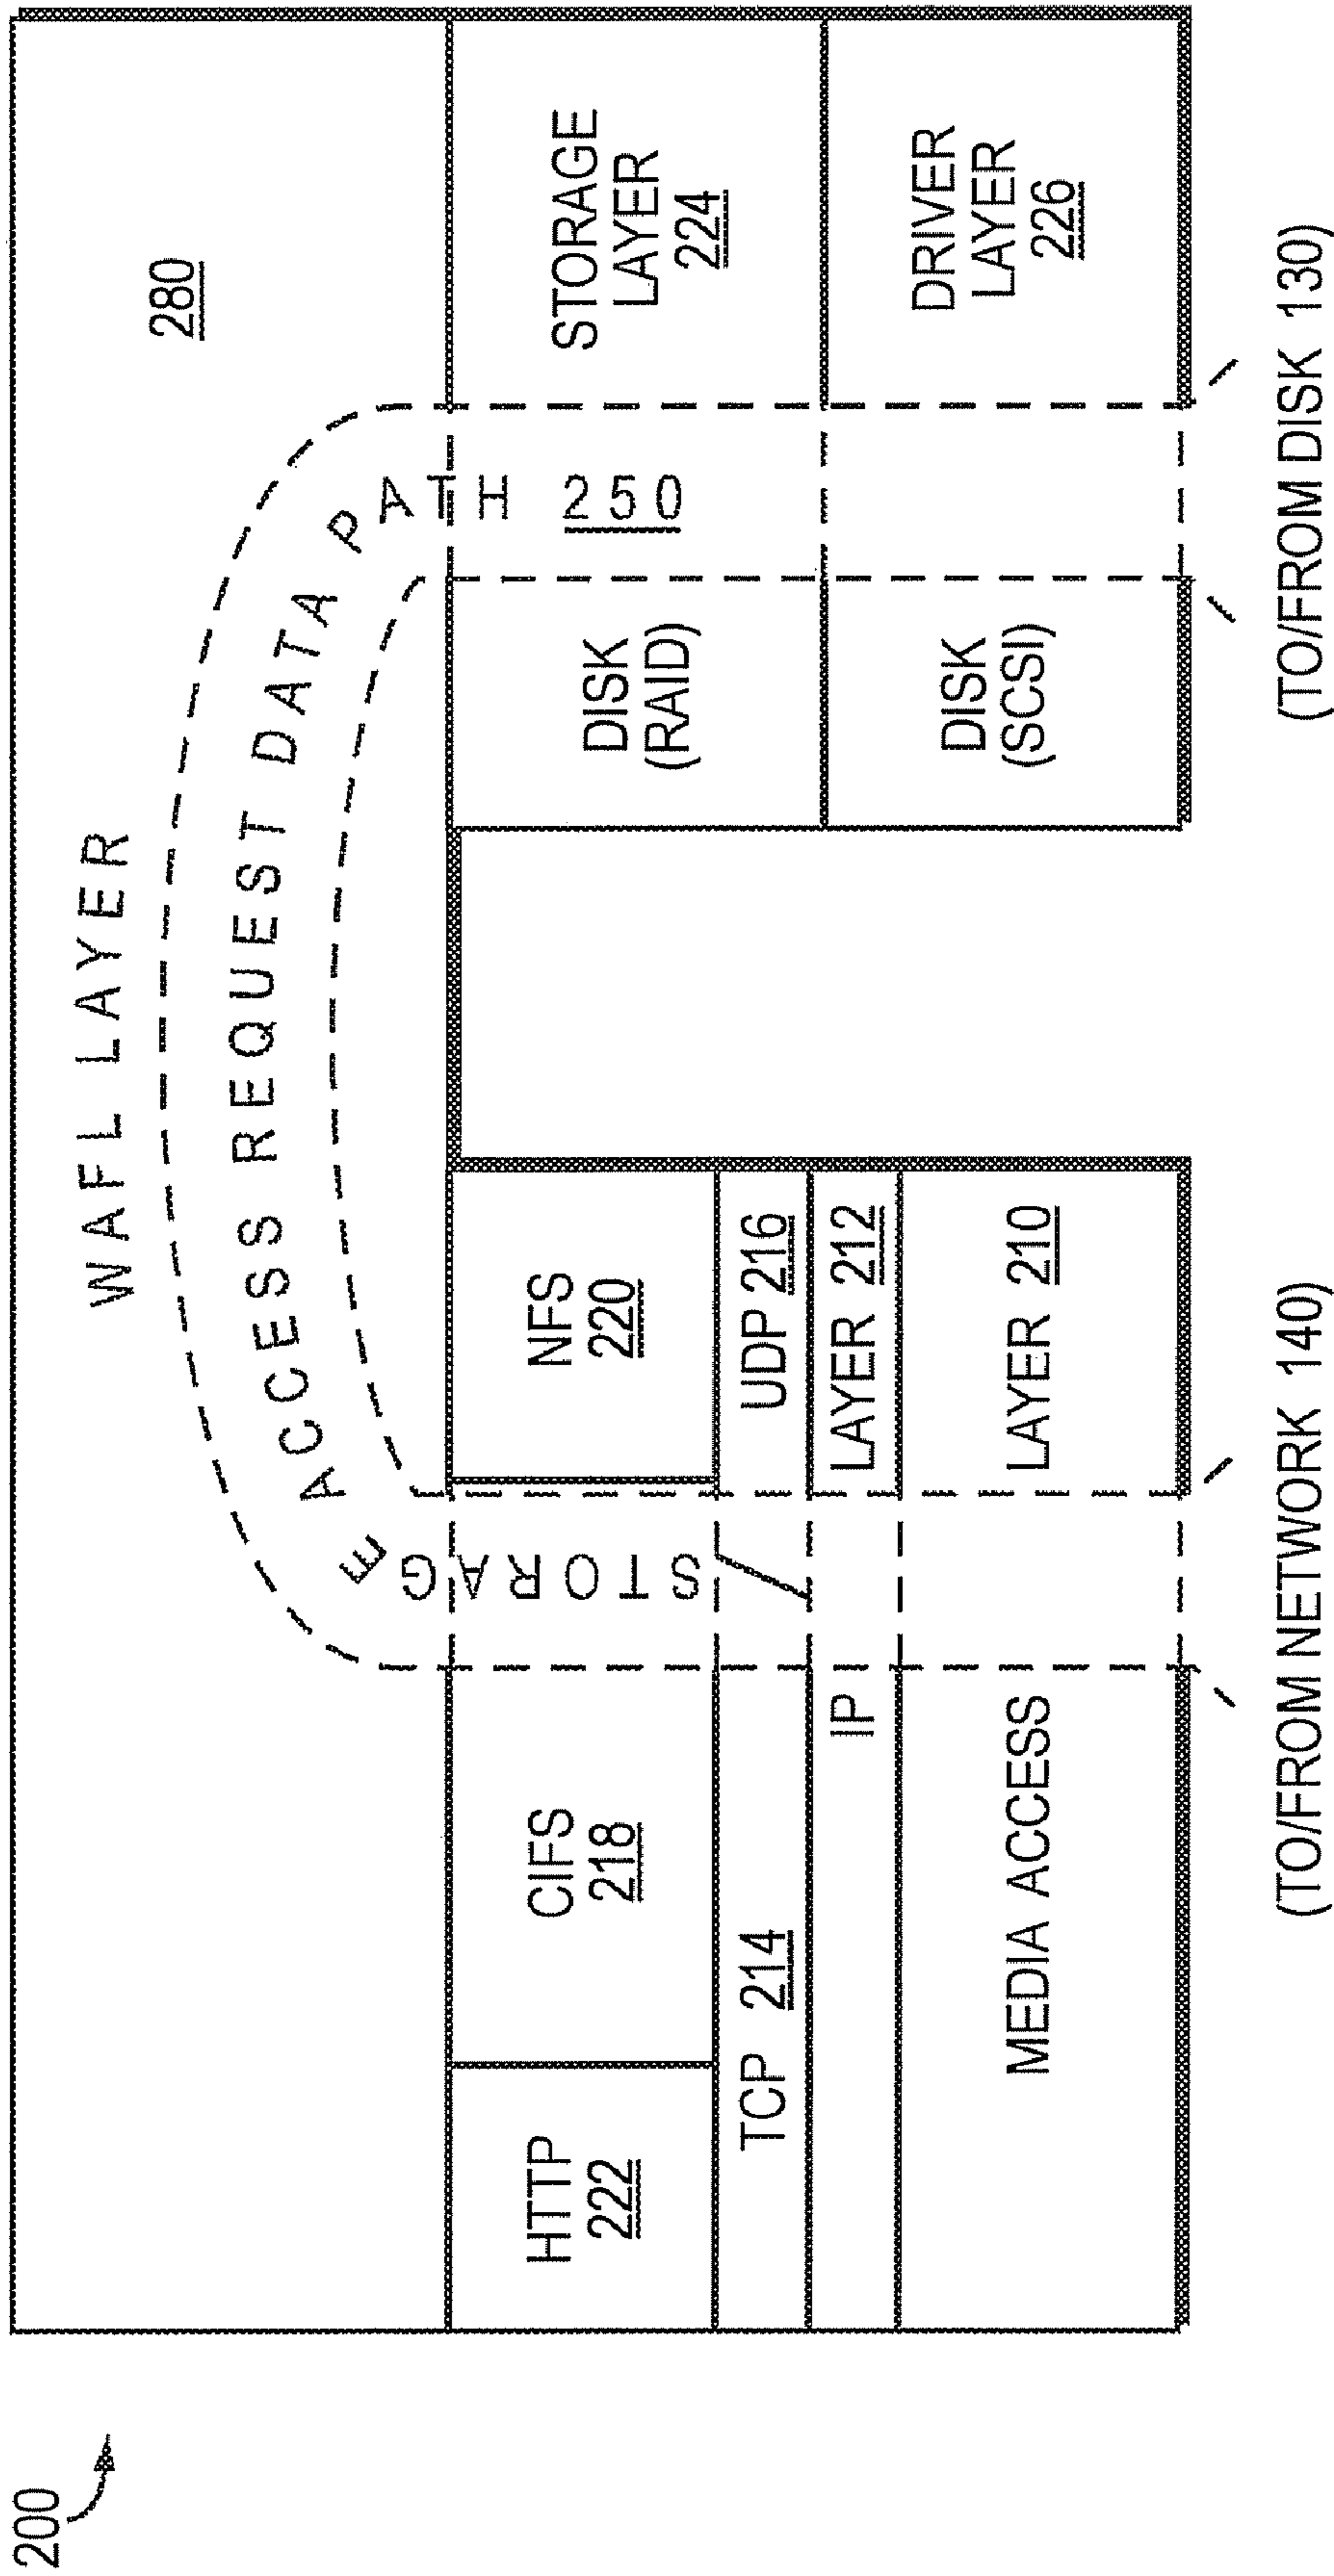 200
WAFL LAYER
280
STORAGE ACCESS REQUEST DATA PATH 250
HTTP
222
CIFS
218
NFS
220
TCP 214
UDP 216
IP LAYER 212
MEDIA ACCESS LAYER 210
DISK
(RAID)
STORAGE
LAYER
224
DISK
(SCSI)
DRIVER
LAYER
226
(TO/FROM NETWORK 140)
(TO/FROM DISK 130)